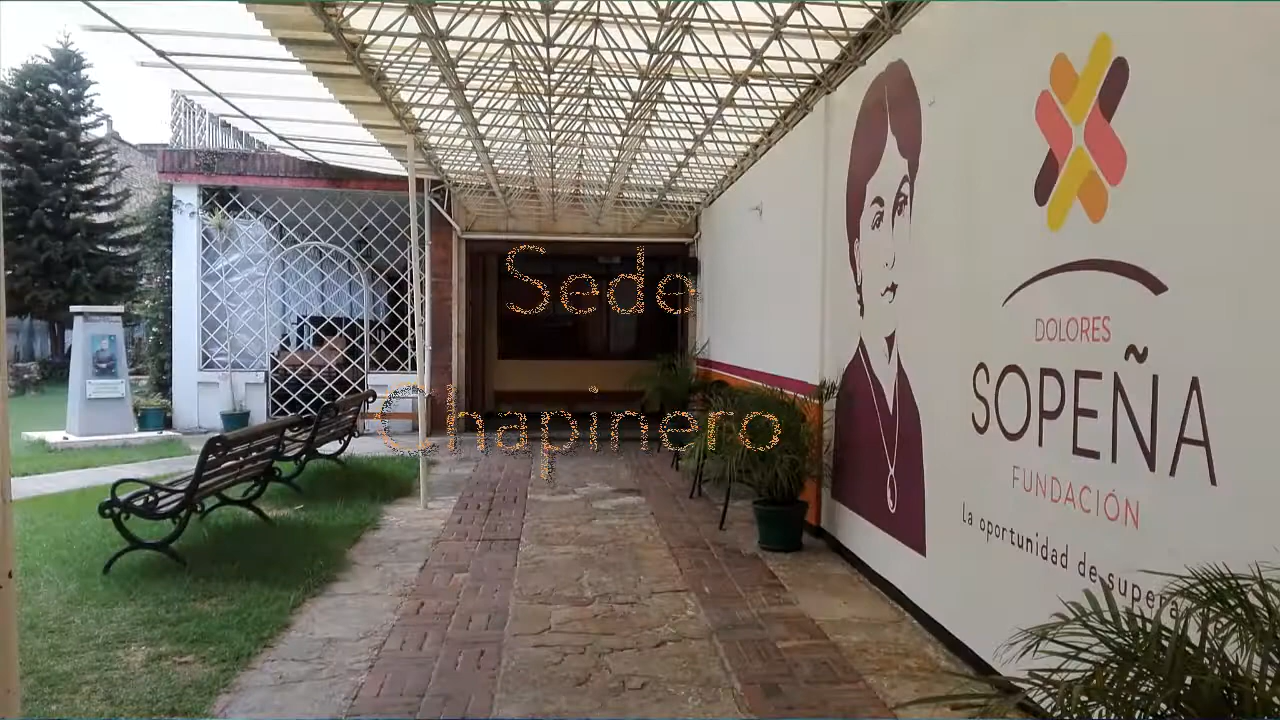 Sede
Chapinero
DOLORES
SOPEÑA
FUNDACIÓN
La oportunidad de supera